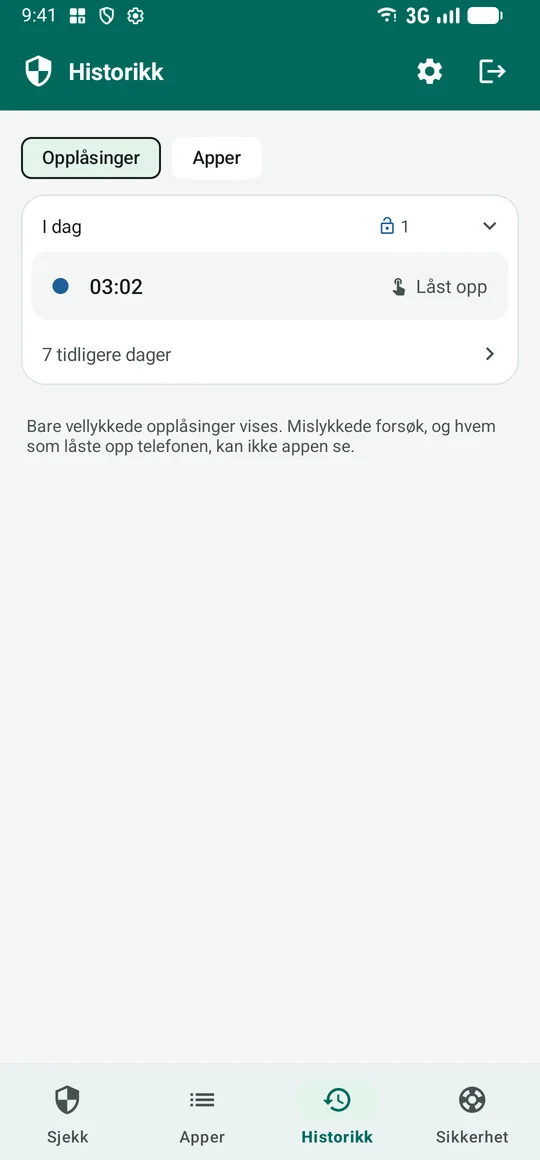 9:41
3G
Historikk
Opplåsinger
Apper
I dag
1
03:02
Låst opp
7 tidligere dager
Bare vellykkede opplåsinger vises. Mislykkede forsøk, og hvem
som låste opp telefonen, kan ikke appen se.
Sjekk
Apper
Historikk
Sikkerhet